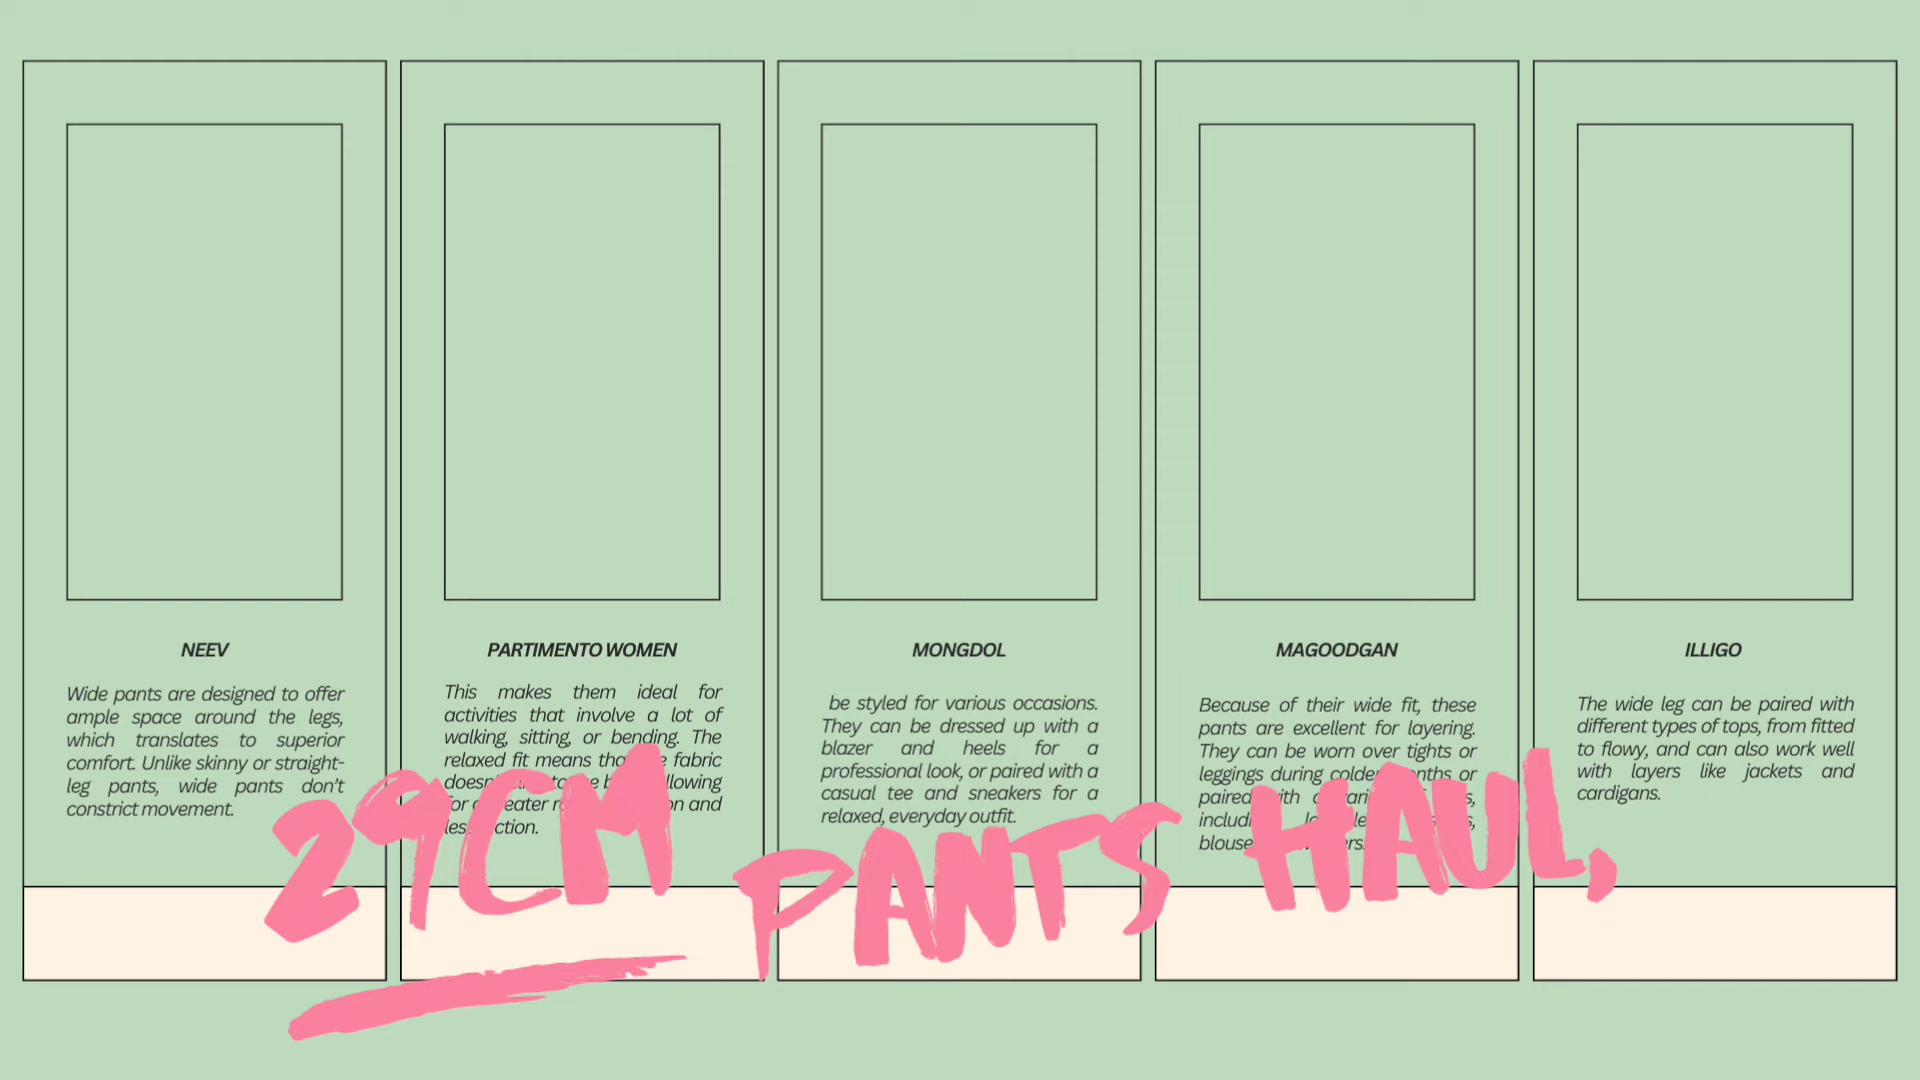 NEEV
Wide pants are designed to offer
ample space around the legs,
which translates to superior
comfort. Unlike skinny or straight-
leg pants, wide pants don't
constrict movement.
PARTIMENTO WOMEN
This makes them ideal for
activities that involve a lot of
walking, sitting, or bending. The
relaxed fit means fabric
and
MONGDOL
be styled for various occasions.
They can be dressed up with a
blazer and heels for a
professional look, or paired with a
casual tee and sneakers for a
relaxed, everyday outfit.
MAGOODGAN
Because of their wide fit, these
pants are excellent for layering.
They can be worn over tights or
leggings during or
paired
ILLIGO
The wide leg can be paired with
different types of tops, from fitted
to flowy, and can also work well
with layers like jackets and
cardigans.
29CM PANTS HAUL,